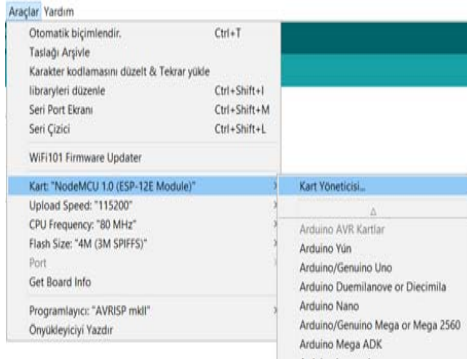 Araçlar Yardım
Otomatik biçimlendir. Ctrl+T
Taslağı Arşivle
Karakter kodlamasını düzelt & Tekrar yükle
libraryleri düzenle Ctrl+Shift+I
Seri Port Ekranı Ctrl+Shift+M
Seri Çizici Ctrl+Shift+L
WiFi101 Firmware Updater
Kart: "NodeMCU 1.0 (ESP-12E Module)"
Upload Speed: "115200"
CPU Frequency: "80 MHz"
Flash Size: "4M (3M SPIFFS)"
Port
Get Board Info
Programlayıcı: "AVRISP mkII"
Önyükleyiciyi Yazdır
Kart Yöneticisi...
Arduino AVR Kartlar
Arduino Yún
Arduino/Genuino Uno
Arduino Duemilanove or Diecimila
Arduino Nano
Arduino/Genuino Mega or Mega 2560
Arduino Mega ADK